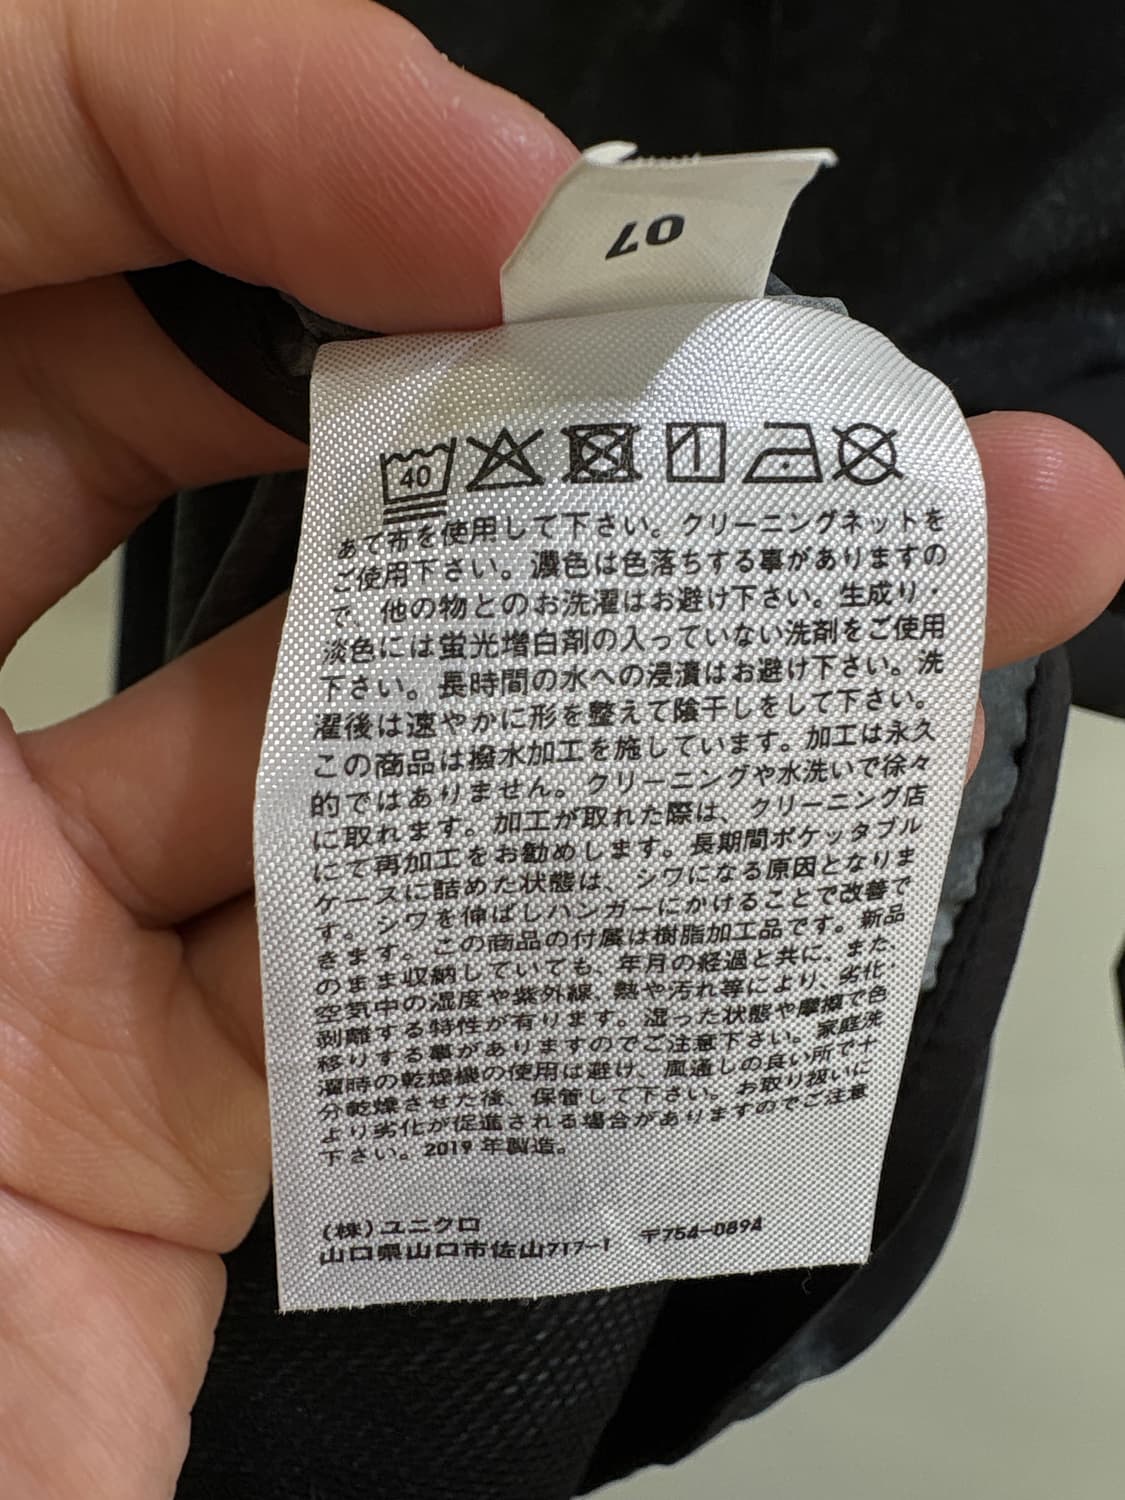 07
40
あて布を使用して下さい。クリーニングネットを
ご使用下さい。濃色は色落ちする事がありますの
で、他の物とのお洗濯はお避け下さい。生成り・
淡色には蛍光増白剤の入っていない洗剤をご使用
下さい。長時間の水への浸漬はお避け下さい。洗
濯後は速やかに形を整えて陰干しをして下さい。
この商品は撥水加工を施しています。加工は永久
的ではありません。クリーニングや水洗いで徐々
に取れます。加工が取れた際は、クリーニング店
にて再加工をお勧めします。長期間ポケッタブル
ケースに詰めた状態は、シワになる原因となりま
す。シワを伸ばしハンガーにかけることで改善で
きます。この商品の付属は樹脂加工品です。新品
のまま収納していても、年月の経過と共に、また、
空気中の湿度や紫外線、熱や汚れ等により、劣化・
剥離する特性が有ります。湿った状態や摩擦で色
移りする事がありますのでご注意下さい。家庭洗
濯時の乾燥機の使用は避け、風通しの良い所で十
分乾燥させた後、保管して下さい。お取り扱いに
より劣化が促進される場合がありますのでご注意
下さい。2019 年製造。
(株)ユニクロ
山口県山口市佐山717-1 〒754-0894